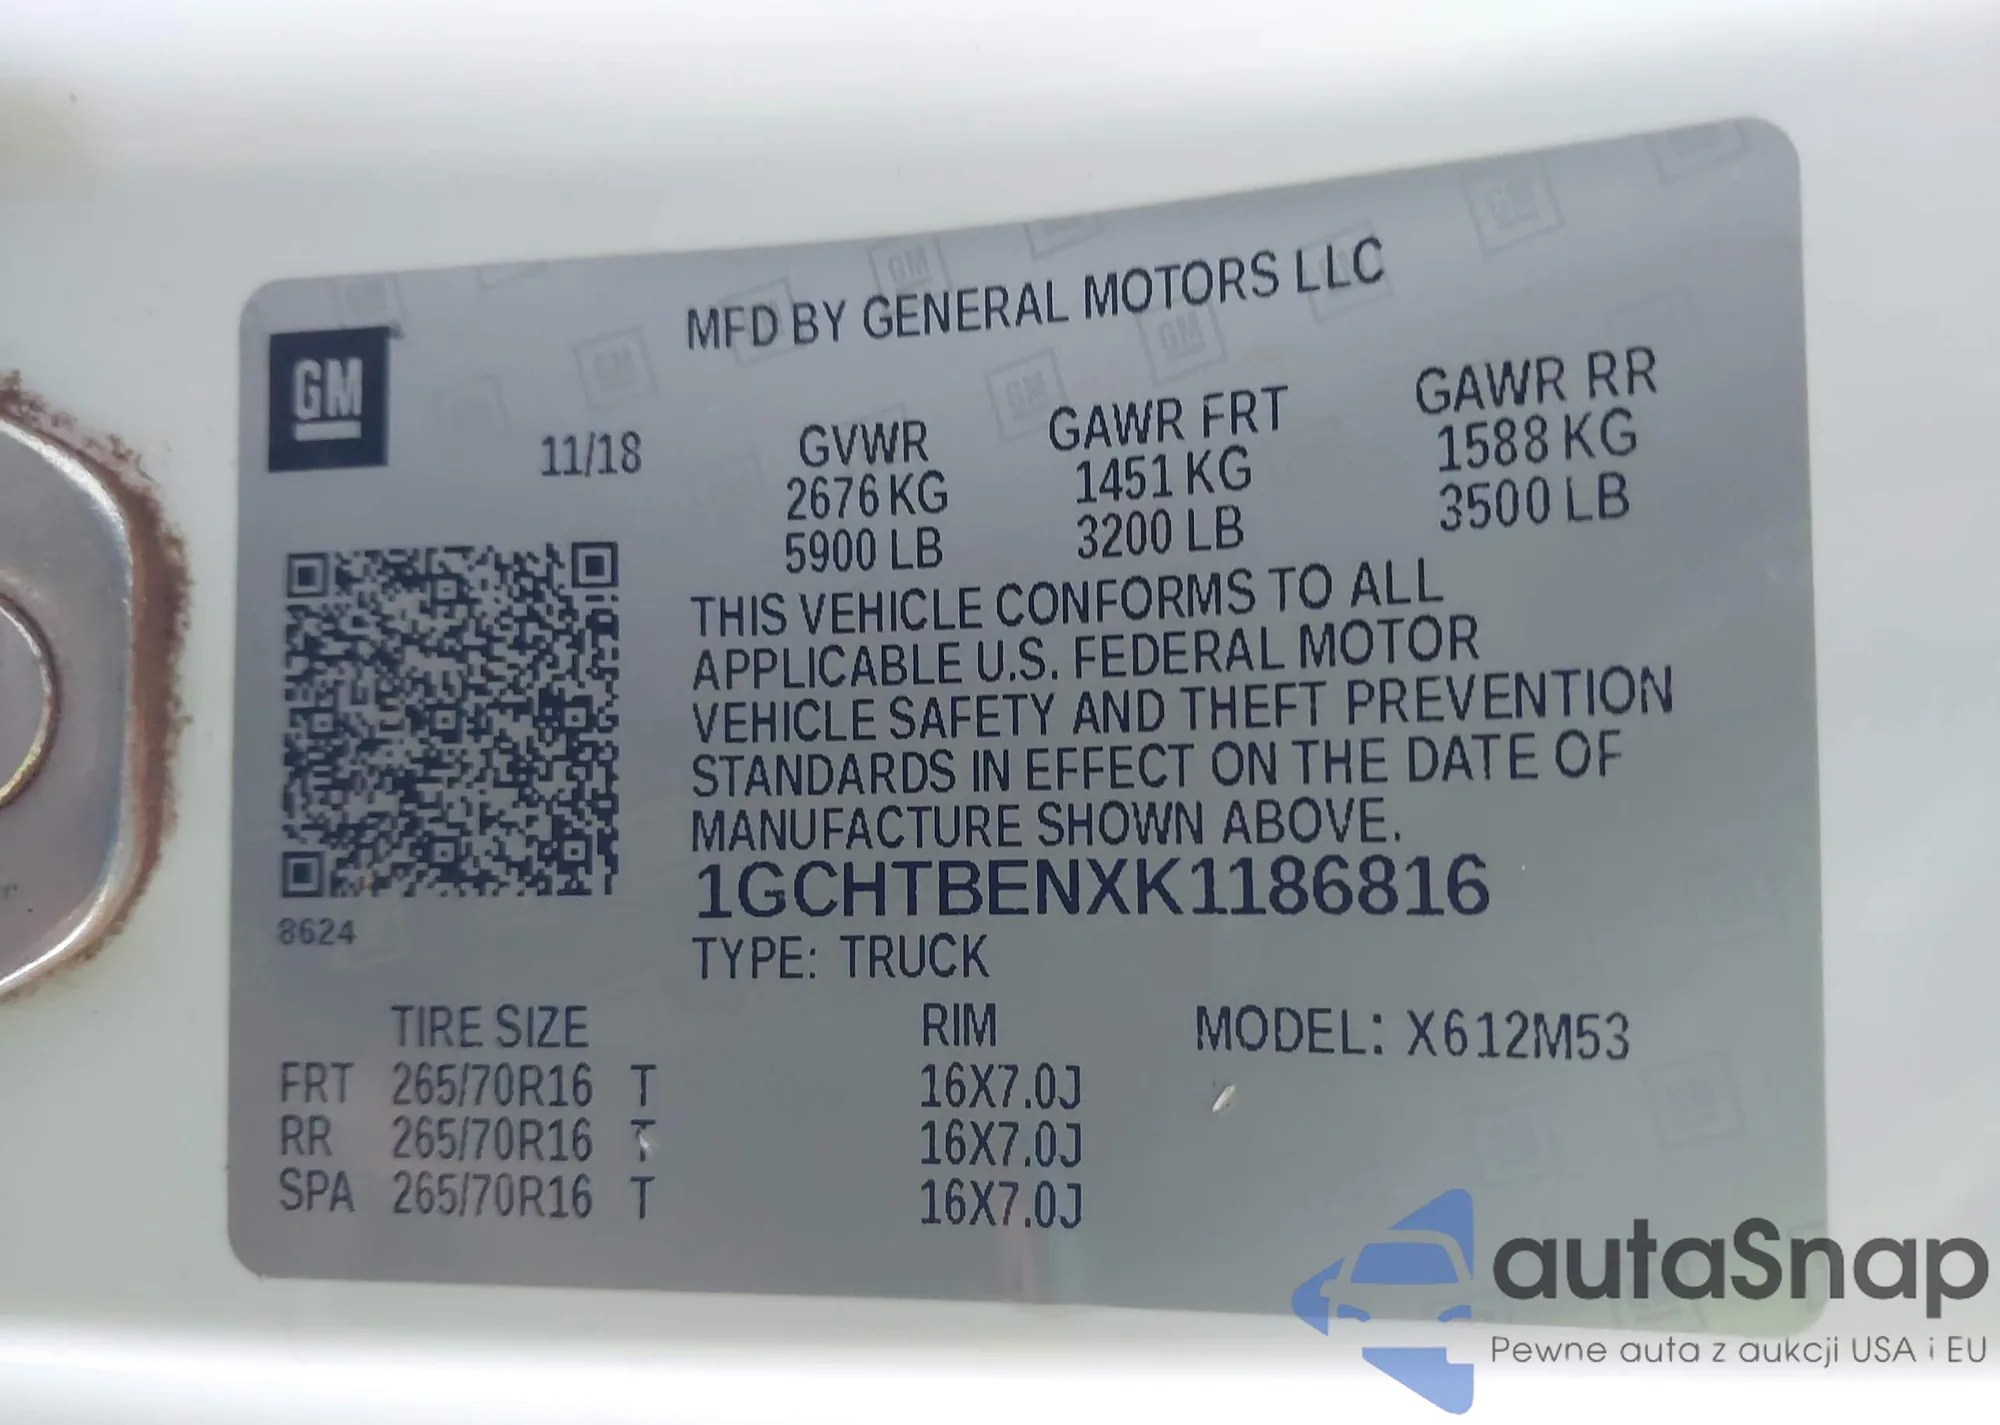 MFD BY GENERAL MOTORS LLC
GM
11/18
GVWR GAWR FRT GAWR RR
2676 KG 1451 KG 1588 KG
5900 LB 3200 LB 3500 LB
THIS VEHICLE CONFORMS TO ALL
APPLICABLE U.S. FEDERAL MOTOR
VEHICLE SAFETY AND THEFT PREVENTION
STANDARDS IN EFFECT ON THE DATE OF
MANUFACTURE SHOWN ABOVE.
1GCHTBENXK1186816
8624
TYPE: TRUCK
TIRE SIZE RIM MODEL: X612M53
FRT 265/70R16 T 16X7.0J
RR 265/70R16 T 16X7.0J
SPA 265/70R16 T 16X7.0J
autaSnap
Pewne auta z aukcji USA i EU